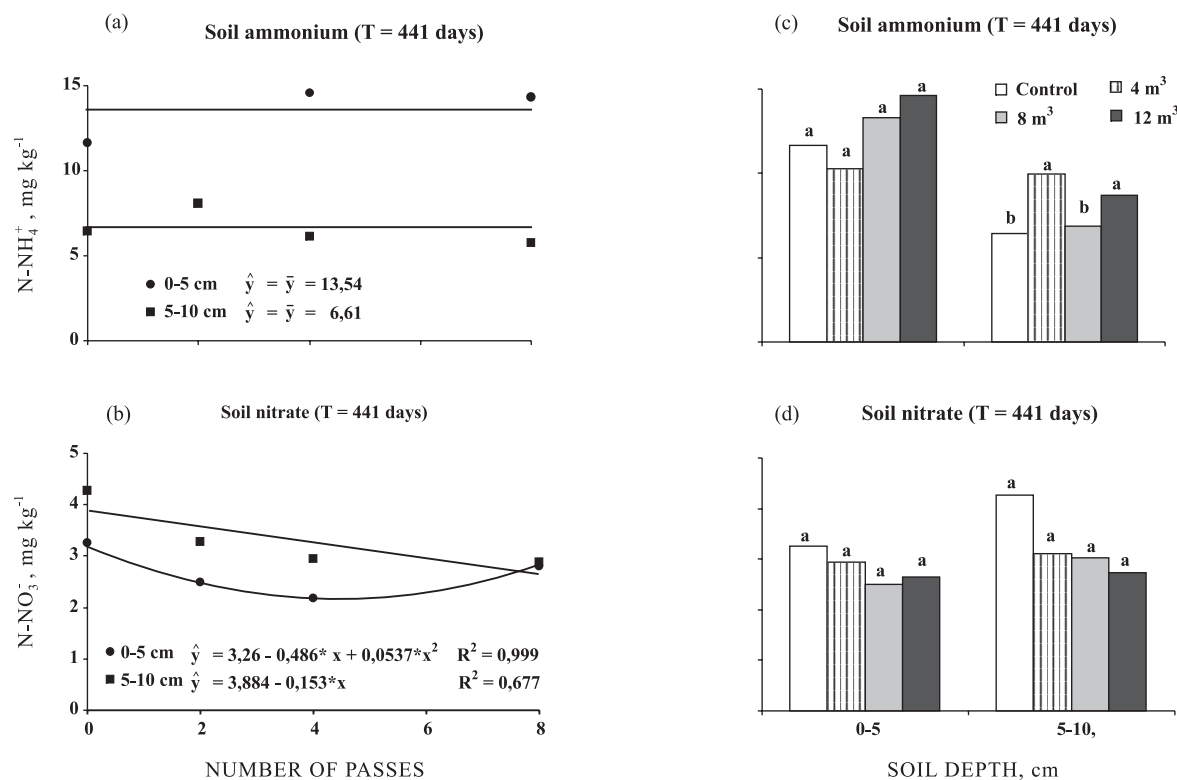 (a)
Soil ammonium (T = 441 days)
15
10
5
0
N-NH₄⁺ , mg kg⁻¹
0-5 cm ŷ = ȳ = 13,54
5-10 cm ŷ = ȳ = 6,61
(c)
Soil ammonium (T = 441 days)
Control
4 m³
8 m³
12 m³
a
a
a
a
b
a
b
a
(b)
Soil nitrate (T = 441 days)
5
4
3
2
1
0
N-NO₃⁻, mg kg⁻¹
0-5 cm ŷ = 3,26 - 0,486* x + 0,0537*x² R² = 0,999
5-10 cm ŷ = 3,884 - 0,153*x R² = 0,677
0 2 4 6 8
NUMBER OF PASSES
(d)
Soil nitrate (T = 441 days)
a
a
a
a
a
a
a
a
0-5 5-10,
SOIL DEPTH, cm